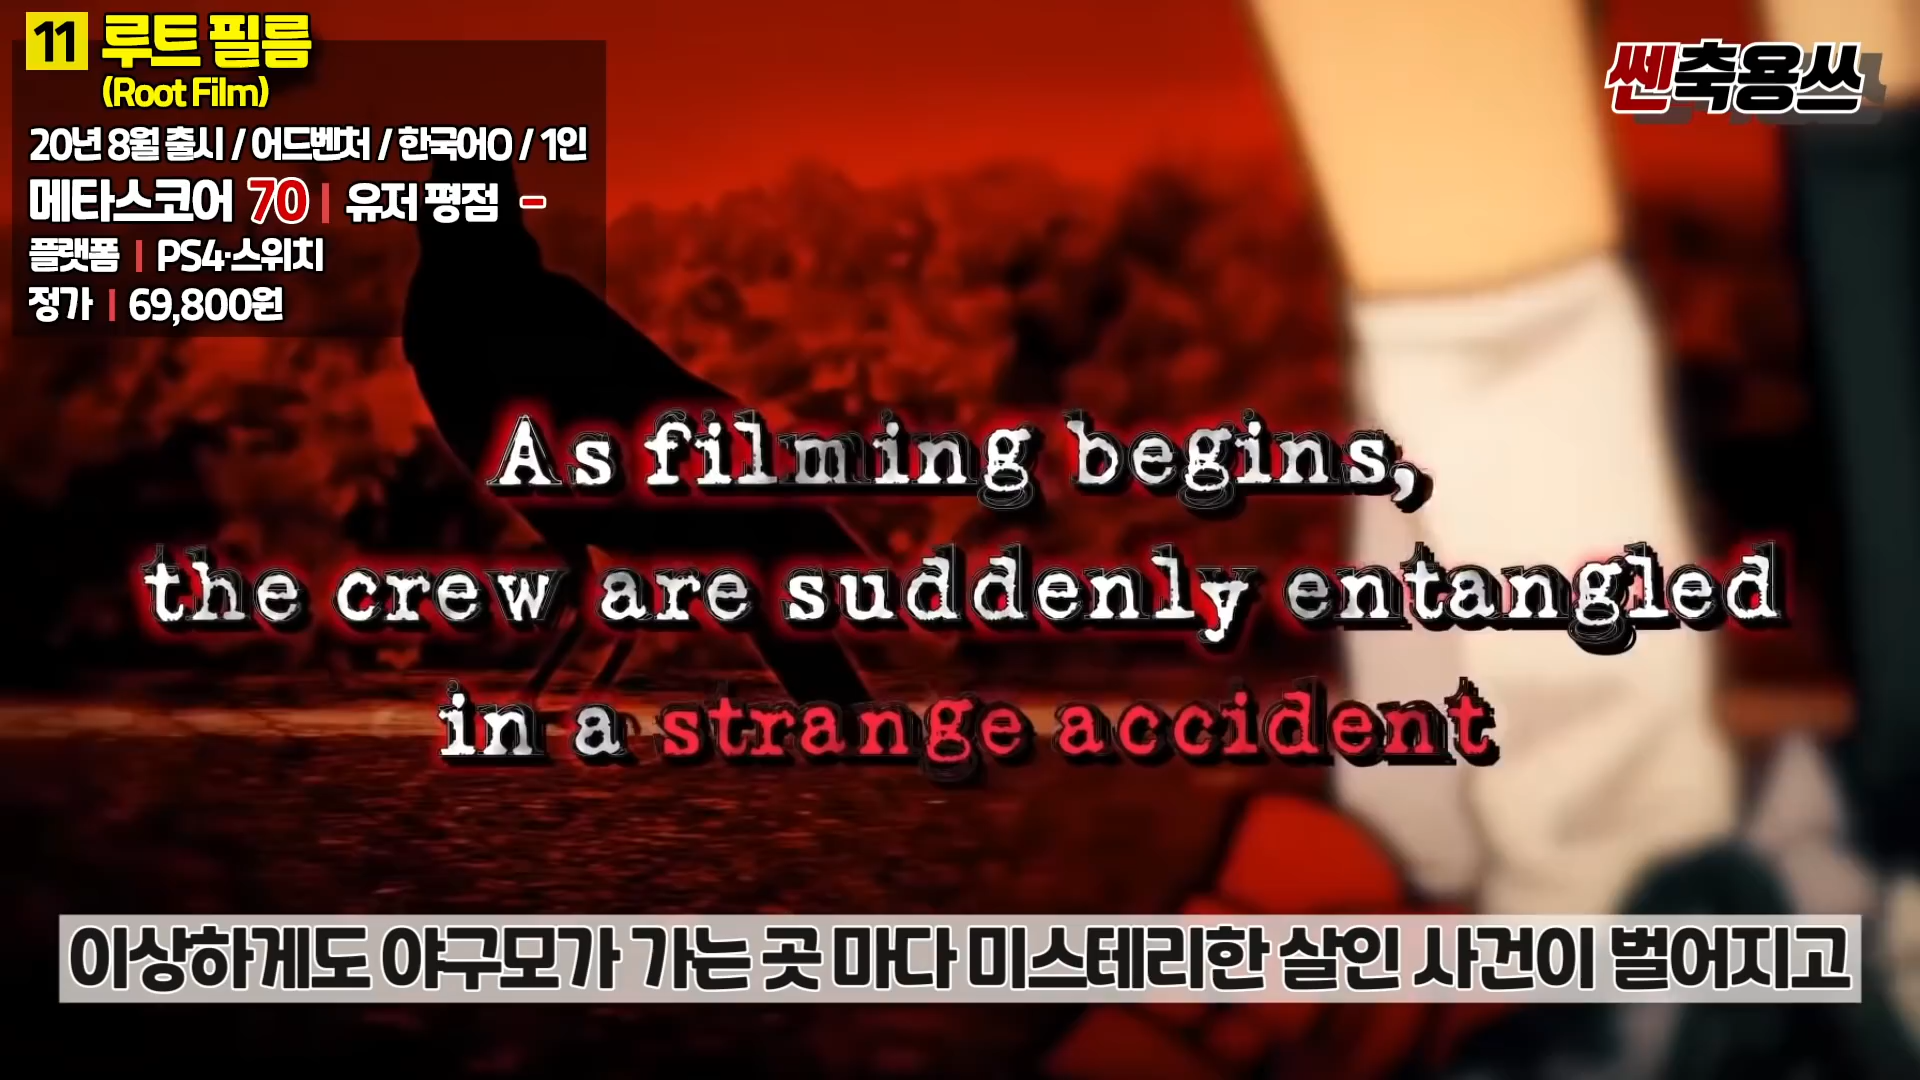 11 루트 필름
(Root Film)
20년 8월 출시 / 어드벤처 / 한국어O / 1인
메타스코어 70 | 유저 평점 -
플랫폼 | PS4·스위치
정가 | 69,800원
쎈축용쓰
As filming begins,
the crew are suddenly entangled
in a strange accident
이상하게도 야구모가 가는 곳 마다 미스테리한 살인 사건이 벌어지고